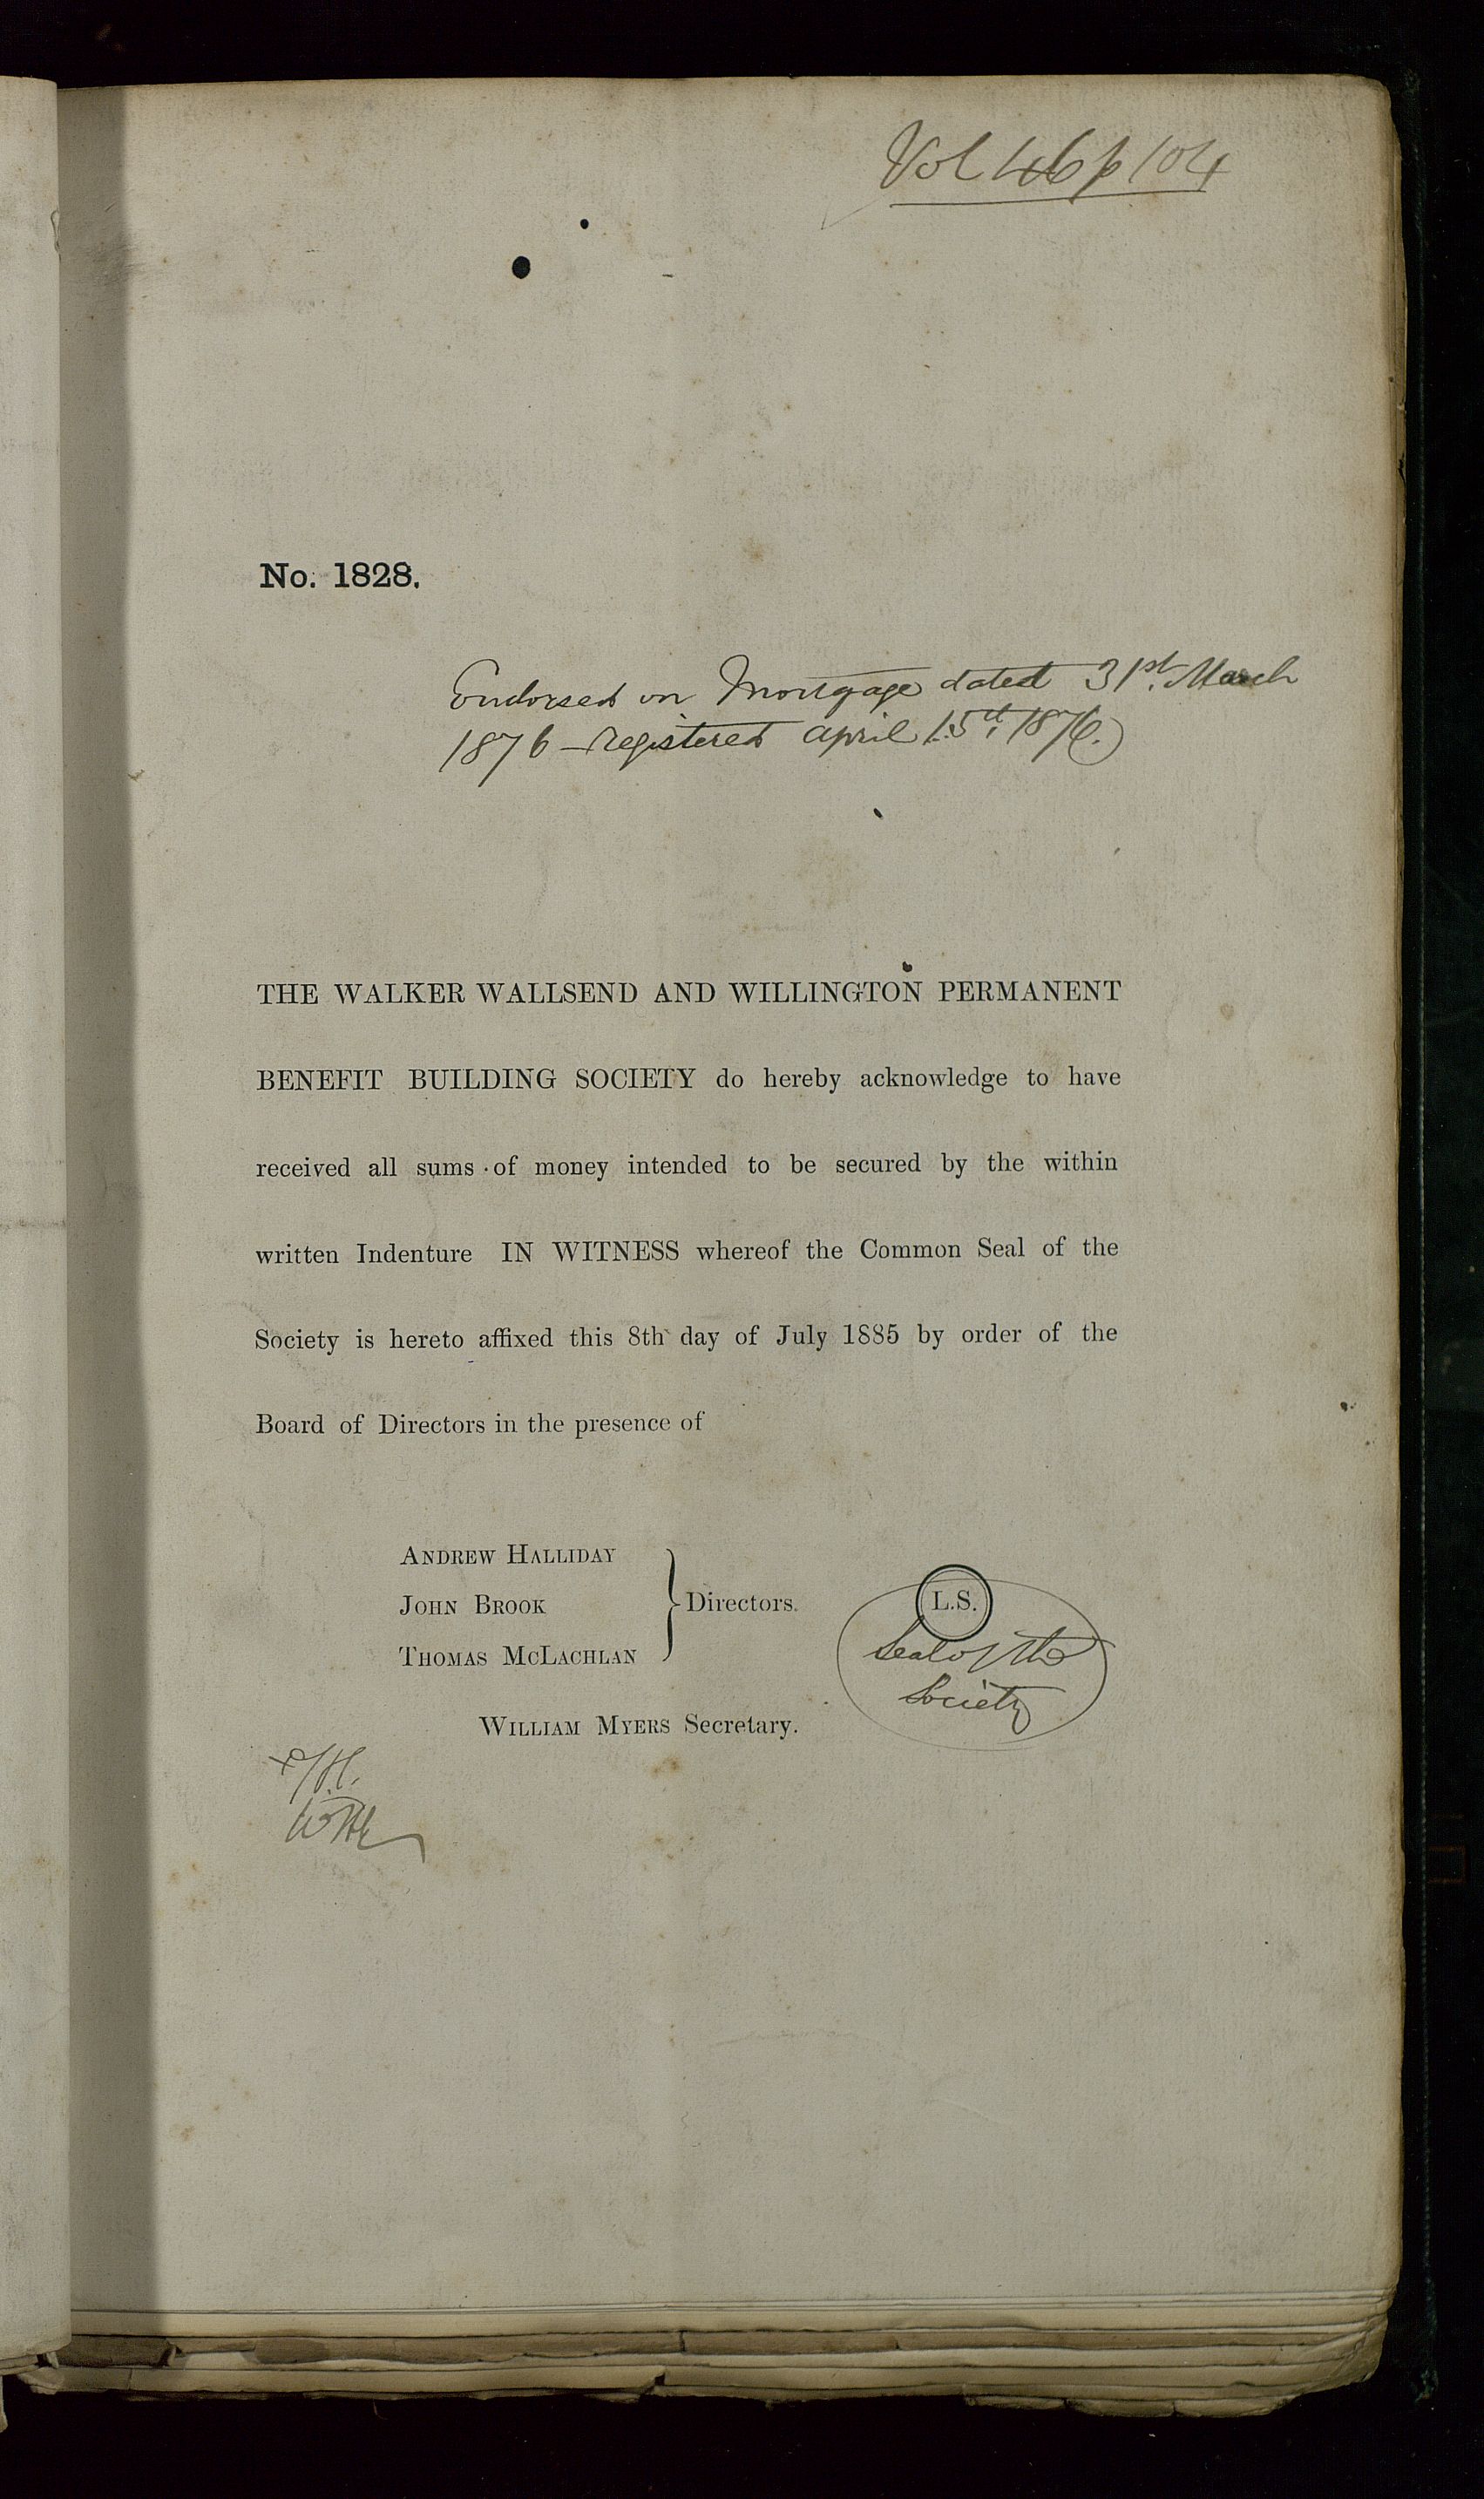 Vol 46 p 104
No. 1828.
Endorsed on Mortgage dated 31st. March
1876 - Registered april 15th, 1876.)
THE WALKER WALLSEND AND WILLINGTON PERMANENT
BENEFIT BUILDING SOCIETY do hereby acknowledge to have
received all sums of money intended to be secured by the within
written Indenture IN WITNESS whereof the Common Seal of the
Society is hereto affixed this 8th day of July 1885 by order of the
Board of Directors in the presence of
ANDREW HALLIDAY
JOHN BROOK
THOMAS MCLACHLAN
Directors.
L.S.
Seal of the
Society
WILLIAM MYERS Secretary.